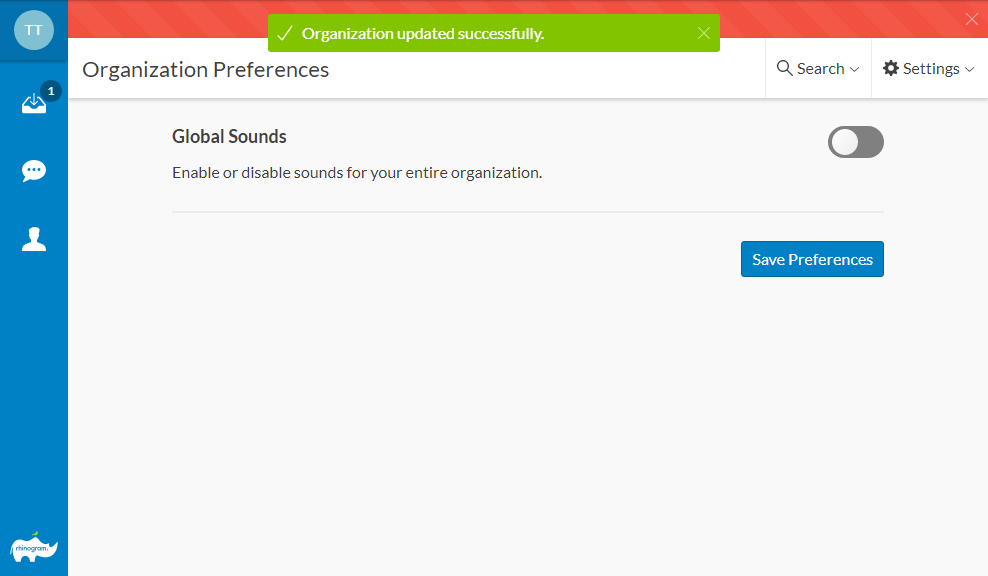 TT
Organization updated successfully.
Organization Preferences
Search
Settings
1
Global Sounds
Enable or disable sounds for your entire organization.
Save Preferences
rhinogram